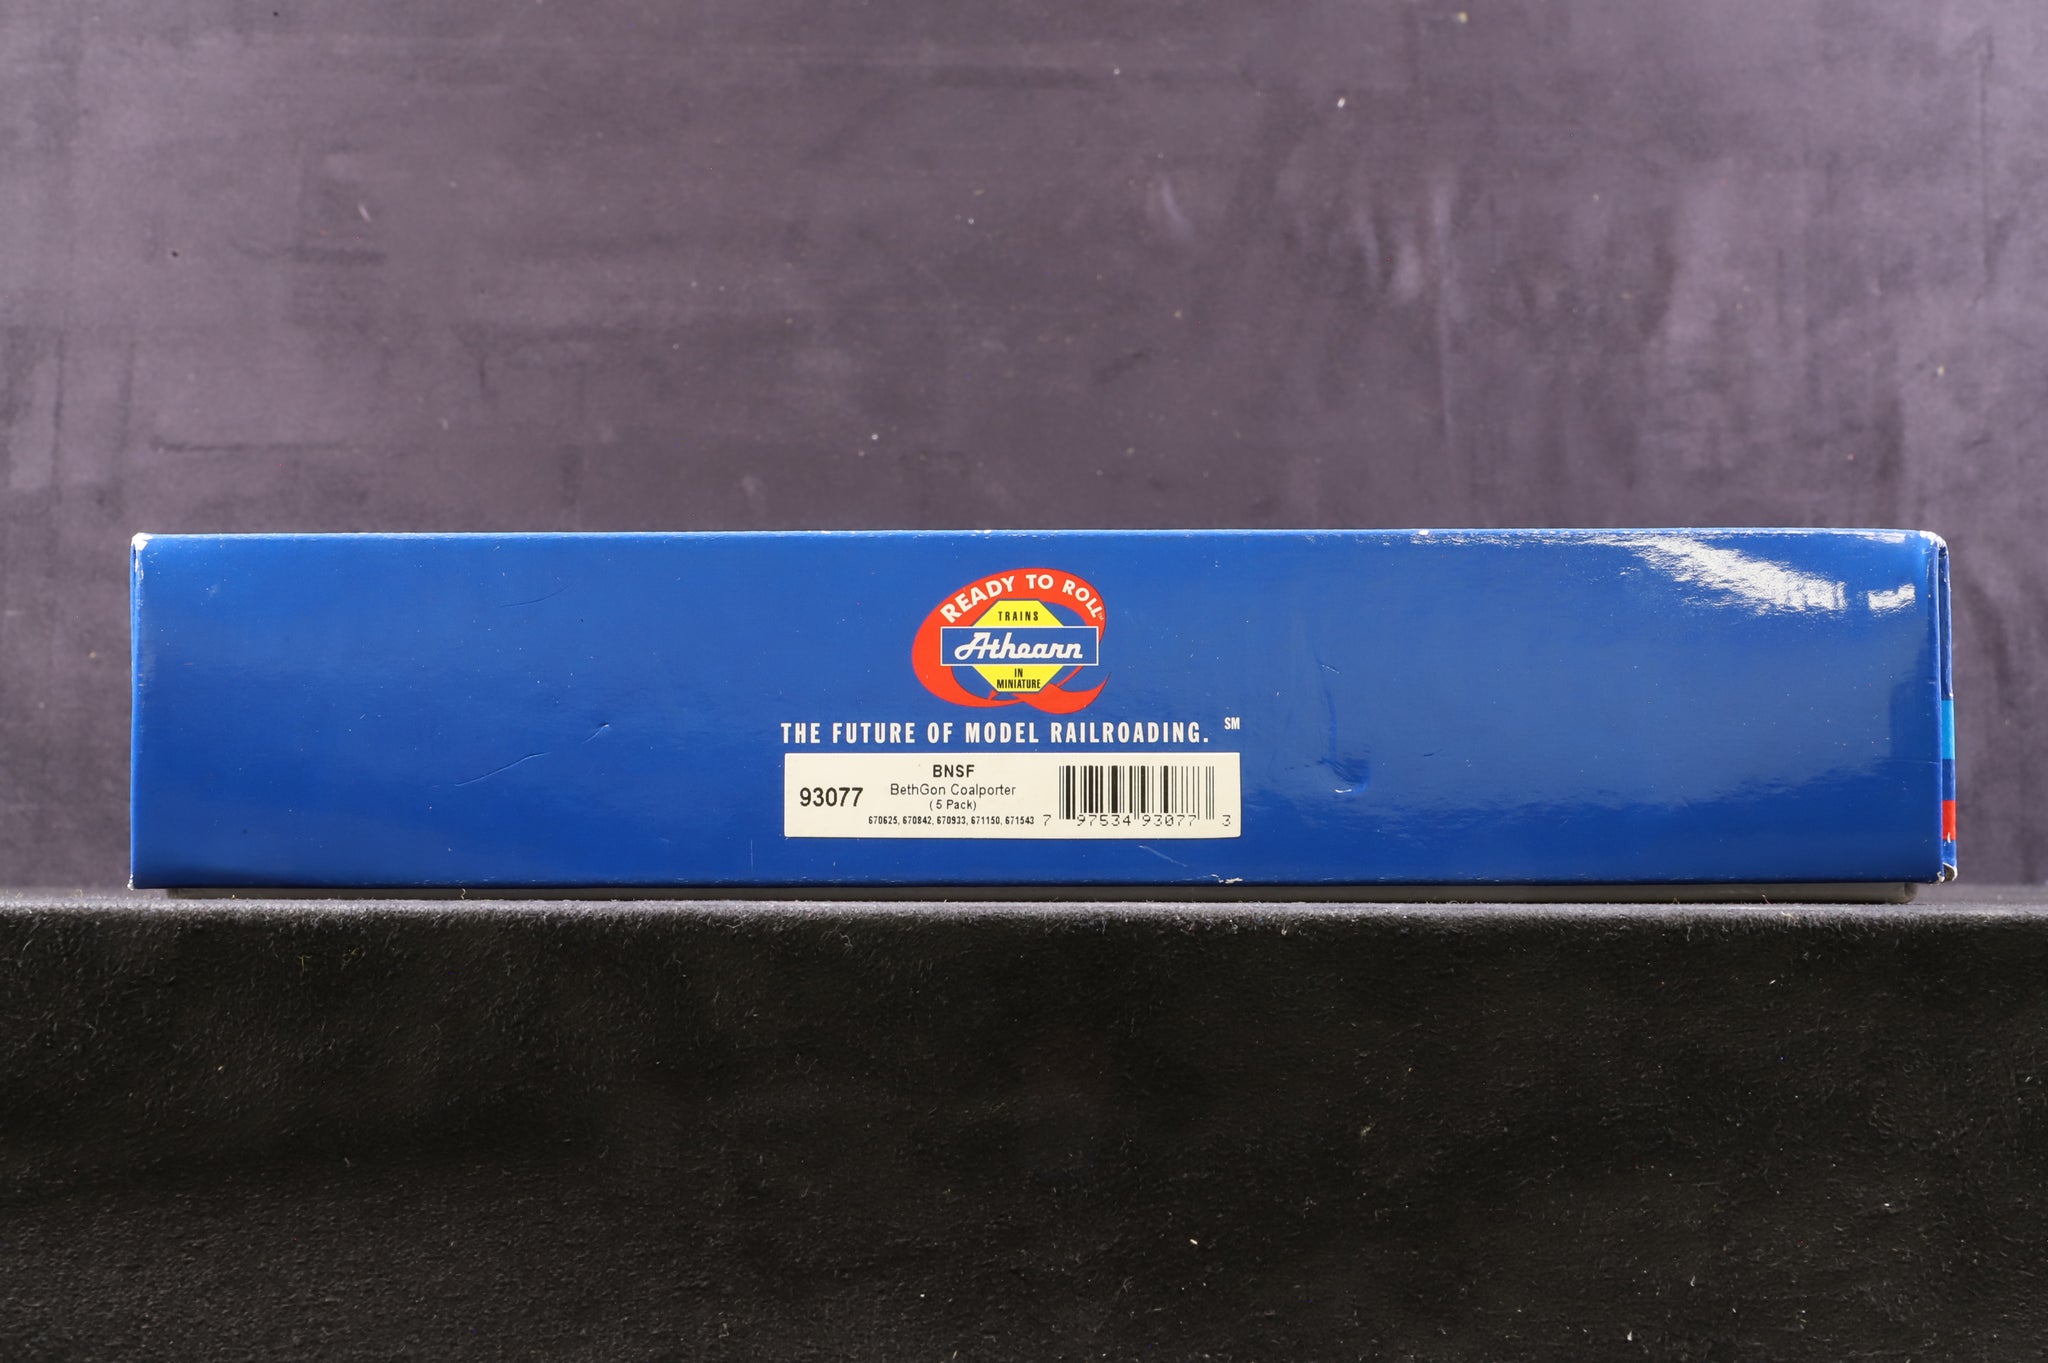 READY TO ROLL™
TRAINS
Athearn
IN
MINIATURE
THE FUTURE OF MODEL RAILROADING. SM
93077
BNSF
BethGon Coalporter
(5 Pack)
670625, 670842, 670933, 671150, 671543
7 97534 93077 3